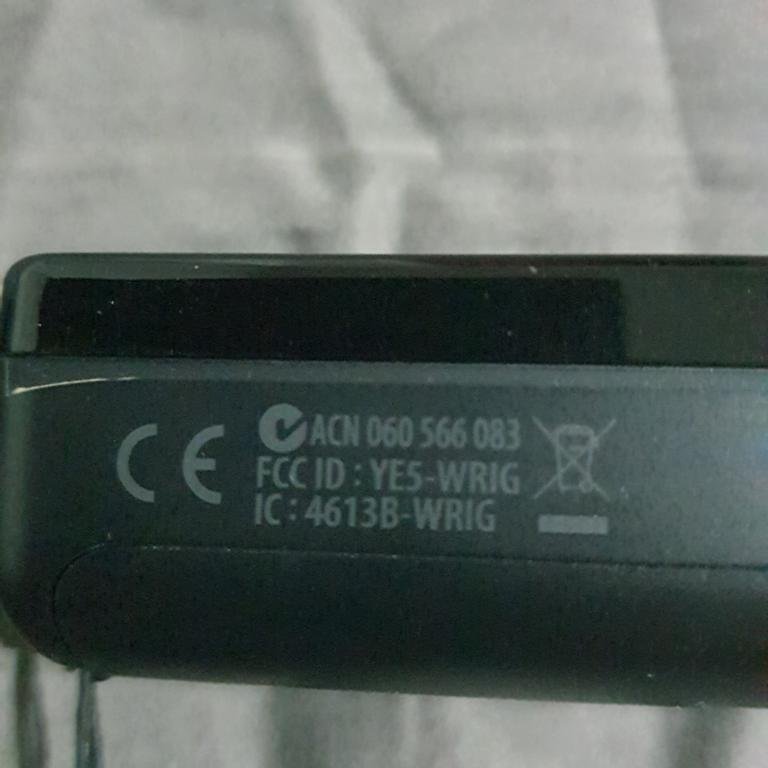 CE
ACN 060 566 083
FCC ID : YE5-WRIG
IC : 4613B-WRIG